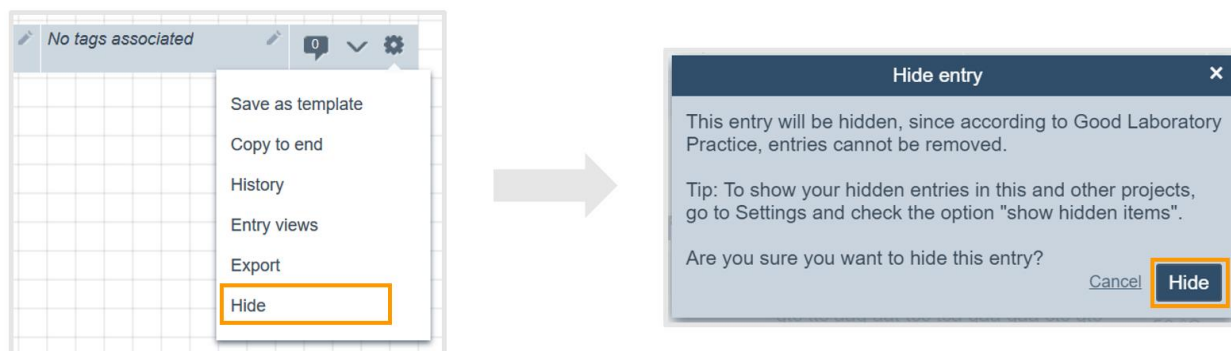 No tags associated
0
Save as template
Copy to end
History
Entry views
Export
Hide
Hide entry
×
This entry will be hidden, since according to Good Laboratory
Practice, entries cannot be removed.
Tip: To show your hidden entries in this and other projects,
go to Settings and check the option "show hidden items".
Are you sure you want to hide this entry?
Cancel
Hide